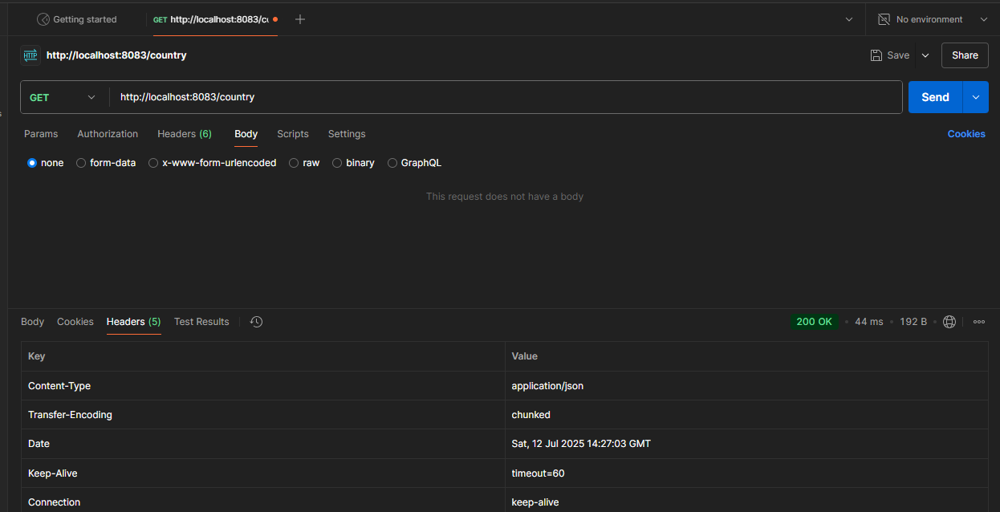 Getting started GET http://localhost:8083/c No environment
HTTP http://localhost:8083/country Save Share
GET http://localhost:8083/country Send
Params Authorization Headers (6) Body Scripts Settings Cookies
none form-data x-www-form-urlencoded raw binary GraphQL
This request does not have a body
Body Cookies Headers (5) Test Results 200 OK • 44 ms • 192 B •
Key Value
Content-Type application/json
Transfer-Encoding chunked
Date Sat, 12 Jul 2025 14:27:03 GMT
Keep-Alive timeout=60
Connection keep-alive